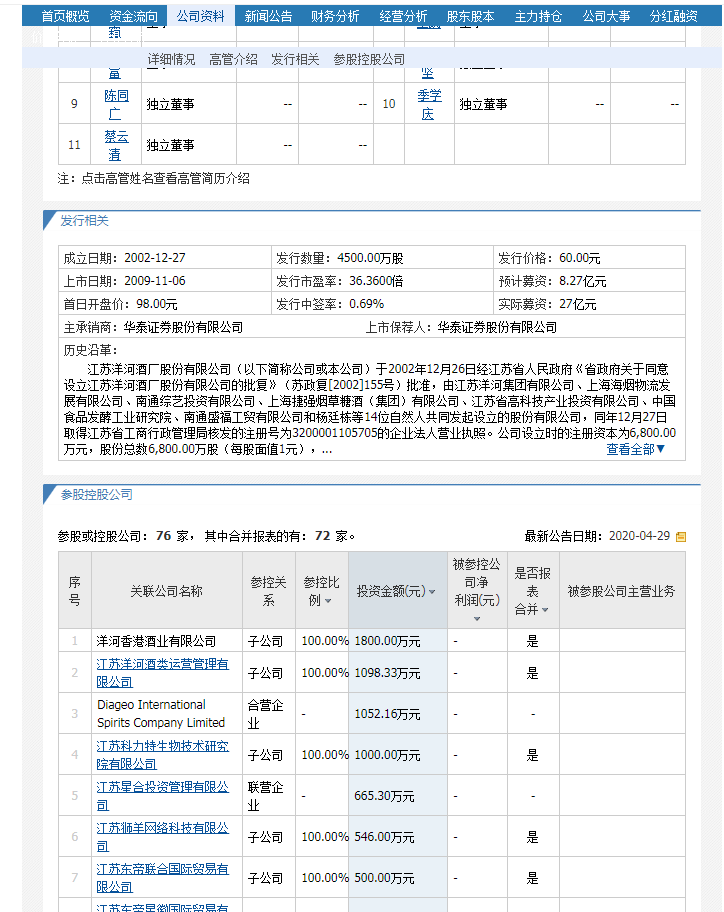 首页概览 资金流向 公司资料 新闻公告 财务分析 经营分析 股东股本 主力持仓 公司大事 分红融资
详细情况 高管介绍 发行相关 参股控股公司
富
坚
9 陈同广 独立董事 -- -- 10 季学庆 独立董事 -- --
11 蔡云清 独立董事 -- --
注：点击高管姓名查看高管简历介绍
发行相关
成立日期：2002-12-27 发行数量：4500.00万股 发行价格：60.00元
上市日期：2009-11-06 发行市盈率：36.3600倍 预计募资：8.27亿元
首日开盘价：98.00元 发行中签率：0.69% 实际募资：27亿元
主承销商：华泰证券股份有限公司 上市保荐人：华泰证券股份有限公司
历史沿革：
江苏洋河酒厂股份有限公司（以下简称公司或本公司）于2002年12月26日经江苏省人民政府《省政府关于同意
设立江苏洋河酒厂股份有限公司的批复》（苏政复[2002]155号）批准，由江苏洋河集团有限公司、上海海烟物流发
展有限公司、南通综艺投资有限公司、上海捷强烟草糖酒（集团）有限公司、江苏省高科技产业投资有限公司、中国
食品发酵工业研究院、南通盛福工贸有限公司和杨廷栋等14位自然人共同发起设立的股份有限公司，同年12月27日
取得江苏省工商行政管理局核发的注册号为3200001105705的企业法人营业执照。公司设立时的注册资本为6,800.00
万元，股份总数6,800.00万股（每股面值1元），... 查看全部▼
参股控股公司
参股或控股公司：76 家， 其中合并报表的有：72 家。 最新公告日期：2020-04-29
序号 关联公司名称 参控关系 参控比例 投资金额(元) 被参控公司净利润(元) 是否报表合并 被参股公司主营业务
1 洋河香港酒业有限公司 子公司 100.00% 1800.00万元 - 是
2 江苏洋河酒类运营管理有限公司 子公司 100.00% 1098.33万元 - 是
3 Diageo International Spirits Company Limited 合营企业 - 1052.16万元 - -
4 江苏科力特生物技术研究院有限公司 子公司 100.00% 1000.00万元 - 是
5 江苏星合投资管理有限公司 联营企业 - 665.30万元 - -
6 江苏狮羊网络科技有限公司 子公司 100.00% 546.00万元 - 是
7 江苏东帝联合国际贸易有限公司 子公司 100.00% 500.00万元 - 是
江苏东帝星徽国际贸易有